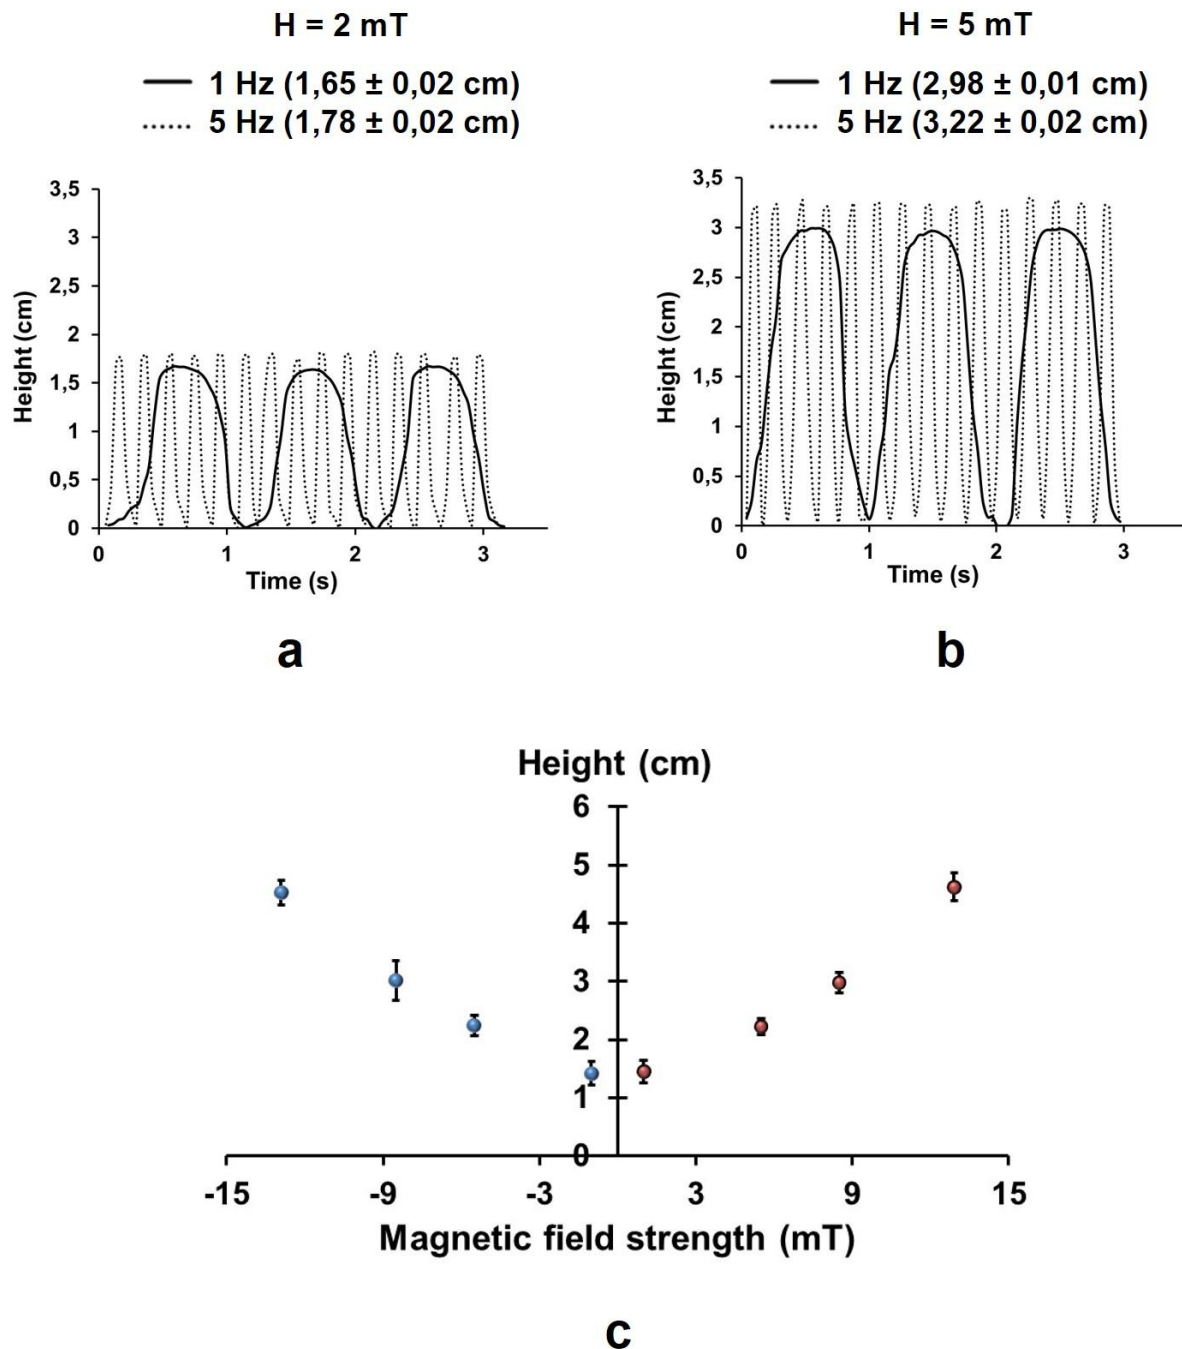 H = 2 mT
1 Hz (1,65 ± 0,02 cm)
5 Hz (1,78 ± 0,02 cm)
3,5
3
2,5
2
1,5
1
0,5
0
Height (cm)
0 1 2 3
Time (s)
a
H = 5 mT
1 Hz (2,98 ± 0,01 cm)
5 Hz (3,22 ± 0,02 cm)
3,5
3
2,5
2
1,5
1
0,5
0
Height (cm)
0 1 2 3
Time (s)
b
Height (cm)
6
5
4
3
2
1
0
-15 -9 -3 3 9 15
Magnetic field strength (mT)
c